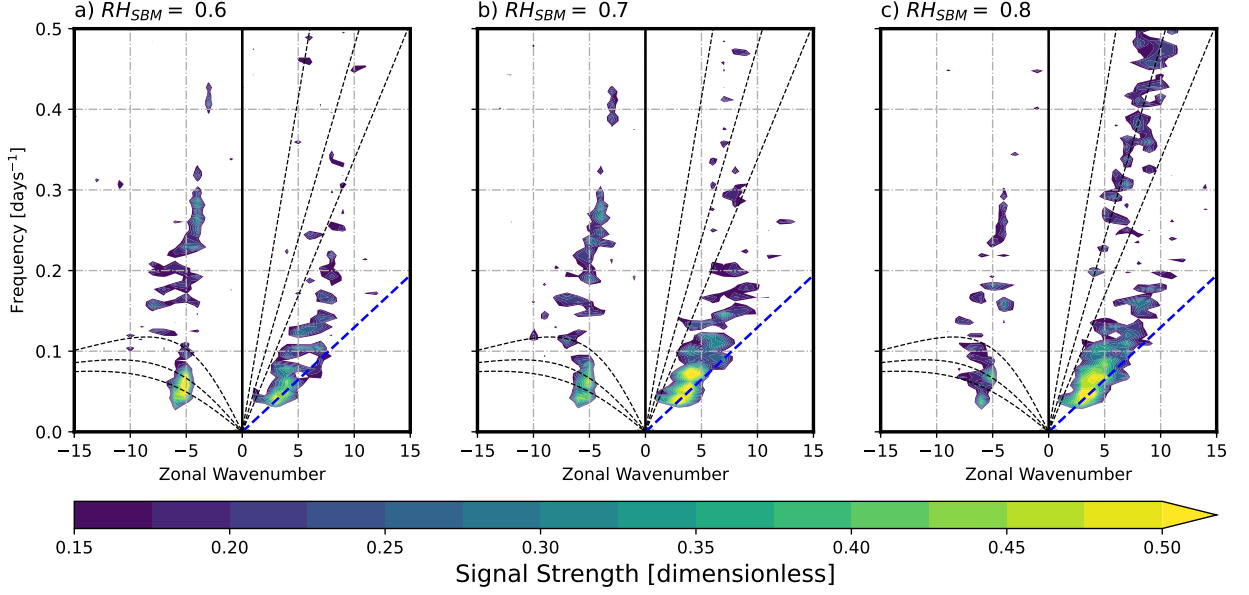 a) RH_SBM = 0.6 b) RH_SBM = 0.7 c) RH_SBM = 0.8
0.5
0.4
0.3
0.2
0.1
0.0
Frequency [days⁻¹]
−15 −10 −5 0 5 10 15 −15 −10 −5 0 5 10 15 −15 −10 −5 0 5 10 15
Zonal Wavenumber Zonal Wavenumber Zonal Wavenumber
0.15 0.20 0.25 0.30 0.35 0.40 0.45 0.50
Signal Strength [dimensionless]